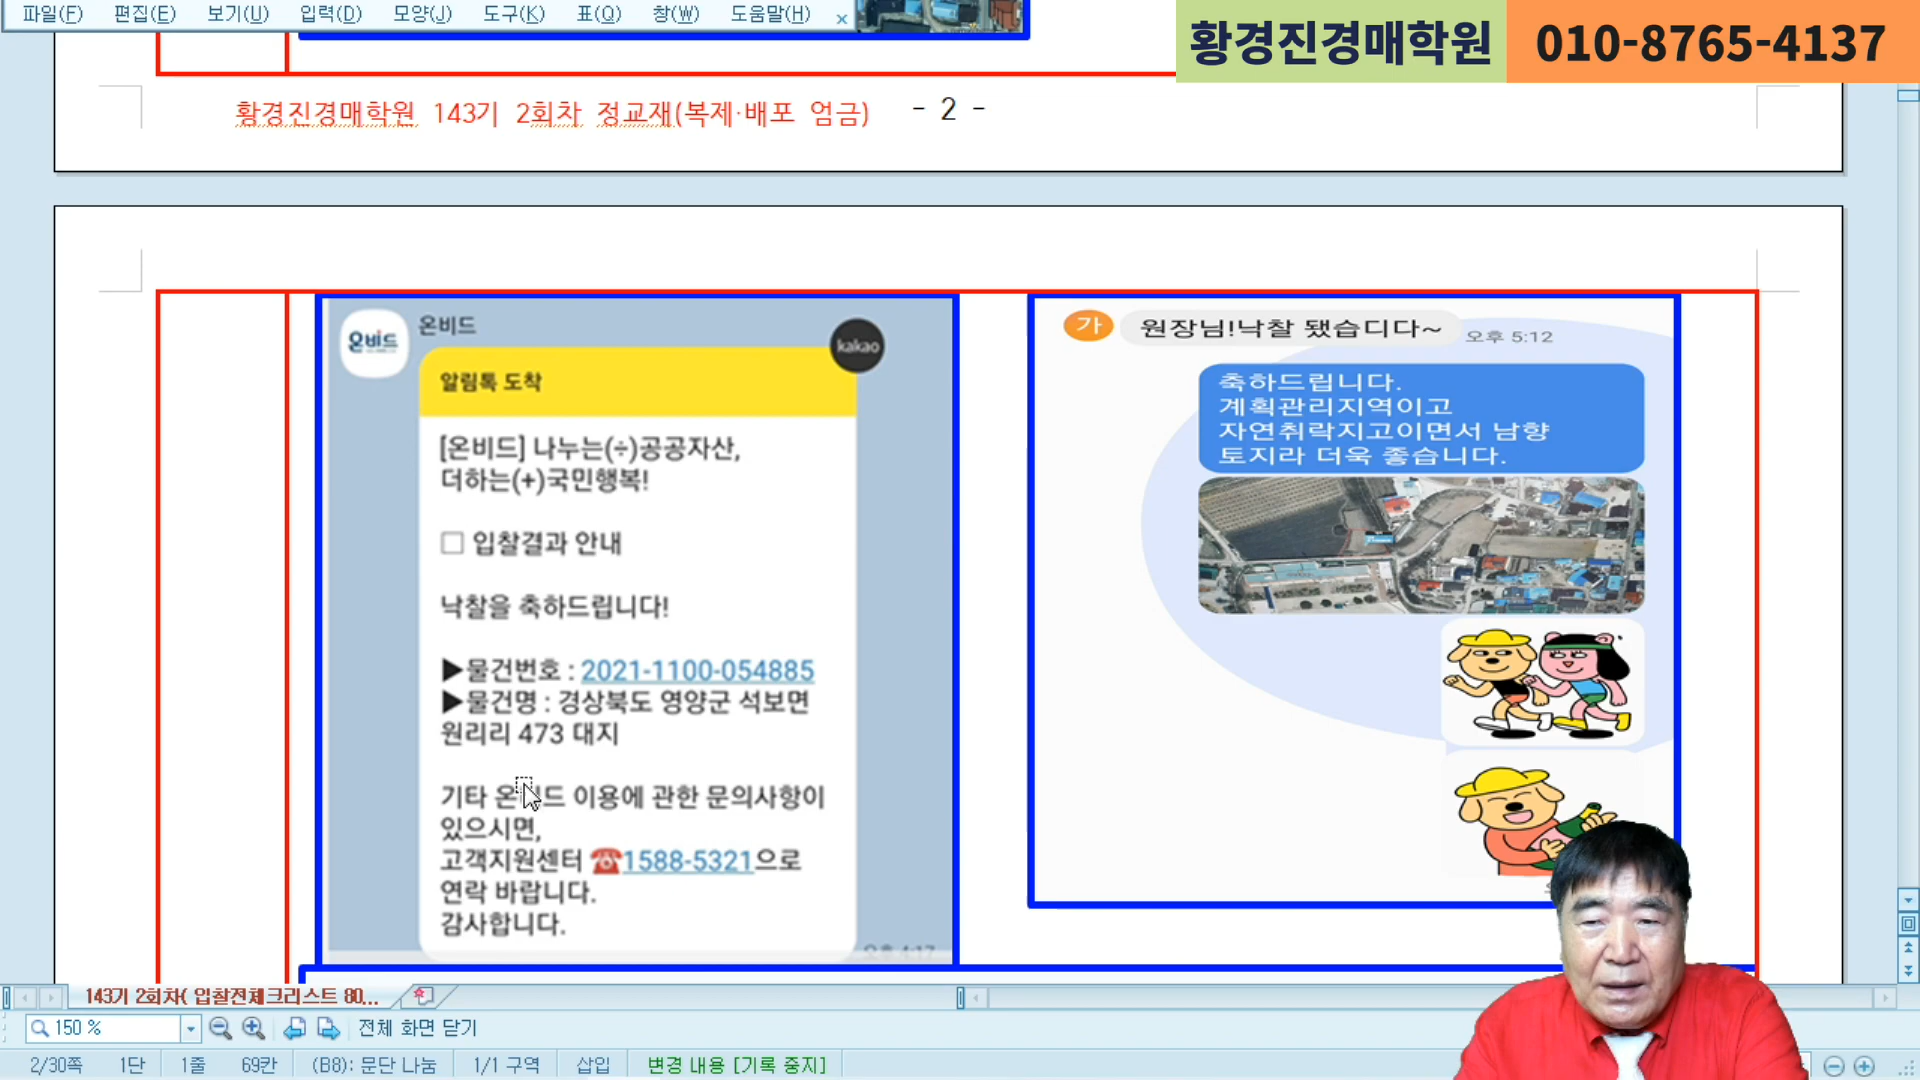 파일(F) 편집(E) 보기(U) 입력(D) 모양(J) 도구(K) 표(Q) 창(W) 도움말(H)
황경진경매학원 010-8765-4137
황경진경매학원 143기 2회차 정교재(복제·배포 엄금) - 2 -
온비드
온비드
kakao
알림톡 도착
[온비드] 나누는(÷)공공자산,
더하는(+)국민행복!
□ 입찰결과 안내
낙찰을 축하드립니다!
▶물건번호 : 2021-1100-054885
▶물건명 : 경상북도 영양군 석보면
원리리 473 대지
기타 온비드 이용에 관한 문의사항이
있으시면,
고객지원센터 ☎1588-5321으로
연락 바랍니다.
감사합니다.
오후 4:17
가 원장님!낙찰 됐습디다~ 오후 5:12
축하드립니다.
계획관리지역이고
자연취락지고이면서 남향
토지라 더욱 좋습니다.
143기 2회차( 입찰전체크리스트 80...
150 % 전체 화면 닫기
2/30쪽 1단 1줄 69칸 (B8): 문단 나눔 1/1 구역 삽입 변경 내용 [기록 중지]